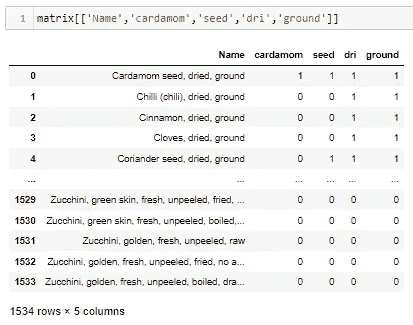 1 matrix[['Name','cardamom','seed','dri','ground']]
Name cardamom seed dri ground
0 Cardamom seed, dried, ground 1 1 1 1
1 Chilli (chili), dried, ground 0 0 1 1
2 Cinnamon, dried, ground 0 0 1 1
3 Cloves, dried, ground 0 0 1 1
4 Coriander seed, dried, ground 0 1 1 1
... ... ... ... ... ...
1529 Zucchini, green skin, fresh, unpeeled, fried, ... 0 0 0 0
1530 Zucchini, green skin, fresh, unpeeled, boiled,... 0 0 0 0
1531 Zucchini, golden, fresh, unpeeled, raw 0 0 0 0
1532 Zucchini, golden, fresh, unpeeled, fried, no a... 0 0 0 0
1533 Zucchini, golden, fresh, unpeeled, boiled, dra... 0 0 0 0
1534 rows × 5 columns